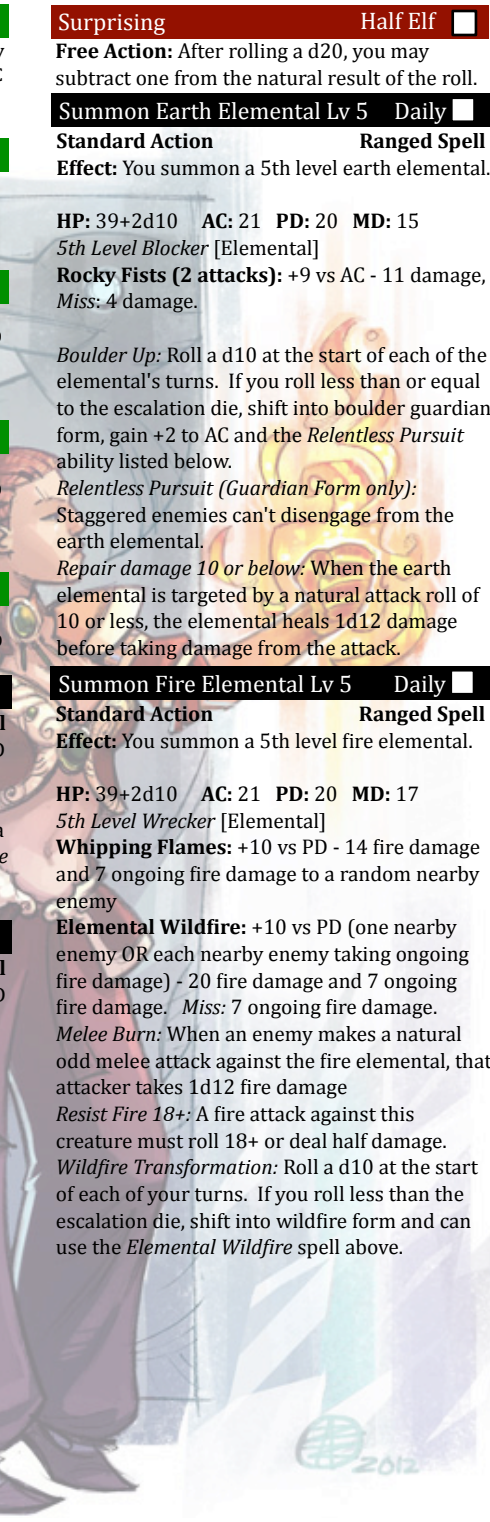 Surprising Half Elf
Free Action: After rolling a d20, you may
subtract one from the natural result of the roll.
Summon Earth Elemental Lv 5 Daily
Standard Action Ranged Spell
Effect: You summon a 5th level earth elemental.
HP: 39+2d10 AC: 21 PD: 20 MD: 15
5th Level Blocker [Elemental]
Rocky Fists (2 attacks): +9 vs AC - 11 damage,
Miss: 4 damage.
Boulder Up: Roll a d10 at the start of each of the
elemental's turns. If you roll less than or equal
to the escalation die, shift into boulder guardian
form, gain +2 to AC and the Relentless Pursuit
ability listed below.
Relentless Pursuit (Guardian Form only):
Staggered enemies can't disengage from the
earth elemental.
Repair damage 10 or below: When the earth
elemental is targeted by a natural attack roll of
10 or less, the elemental heals 1d12 damage
before taking damage from the attack.
Summon Fire Elemental Lv 5 Daily
Standard Action Ranged Spell
Effect: You summon a 5th level fire elemental.
HP: 39+2d10 AC: 21 PD: 20 MD: 17
5th Level Wrecker [Elemental]
Whipping Flames: +10 vs PD - 14 fire damage
and 7 ongoing fire damage to a random nearby
enemy
Elemental Wildfire: +10 vs PD (one nearby
enemy OR each nearby enemy taking ongoing
fire damage) - 20 fire damage and 7 ongoing
fire damage. Miss: 7 ongoing fire damage.
Melee Burn: When an enemy makes a natural
odd melee attack against the fire elemental, that
attacker takes 1d12 fire damage
Resist Fire 18+: A fire attack against this
creature must roll 18+ or deal half damage.
Wildfire Transformation: Roll a d10 at the start
of each of your turns. If you roll less than the
escalation die, shift into wildfire form and can
use the Elemental Wildfire spell above.
2012